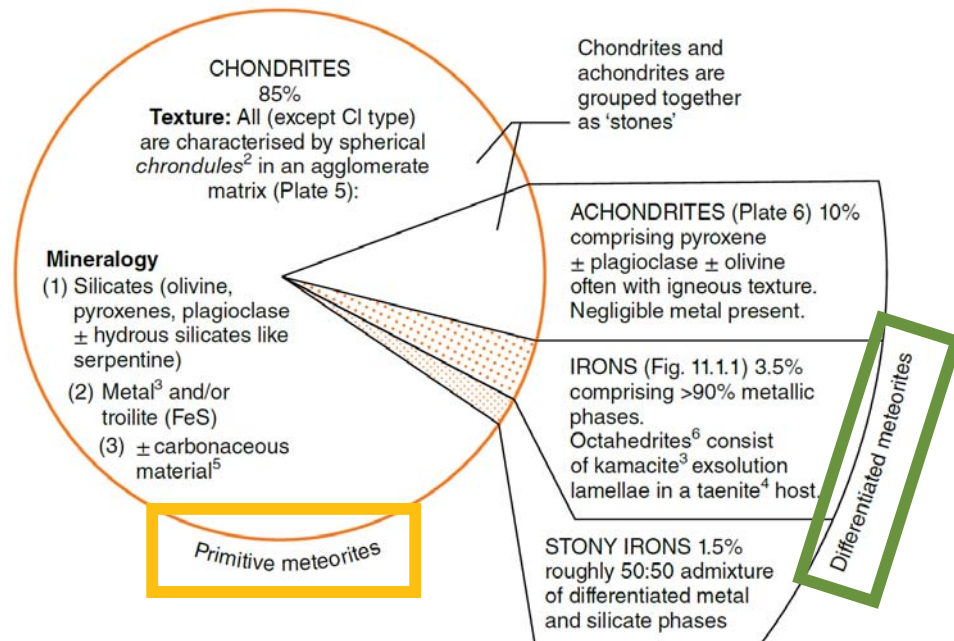 CHONDRITES
85%
Texture: All (except CI type)
are characterised by spherical
chrondules² in an agglomerate
matrix (Plate 5):
Mineralogy
(1) Silicates (olivine,
pyroxenes, plagioclase
± hydrous silicates like
serpentine)
(2) Metal³ and/or
troilite (FeS)
(3) ± carbonaceous
material⁵
Primitive meteorites
Chondrites and
achondrites are
grouped together
as ‘stones’
ACHONDRITES (Plate 6) 10%
comprising pyroxene
± plagioclase ± olivine
often with igneous texture.
Negligible metal present.
IRONS (Fig. 11.1.1) 3.5%
comprising >90% metallic
phases.
Octahedrites⁶ consist
of kamacite³ exsolution
lamellae in a taenite⁴ host.
STONY IRONS 1.5%
roughly 50:50 admixture
of differentiated metal
and silicate phases
Differentiated meteorites